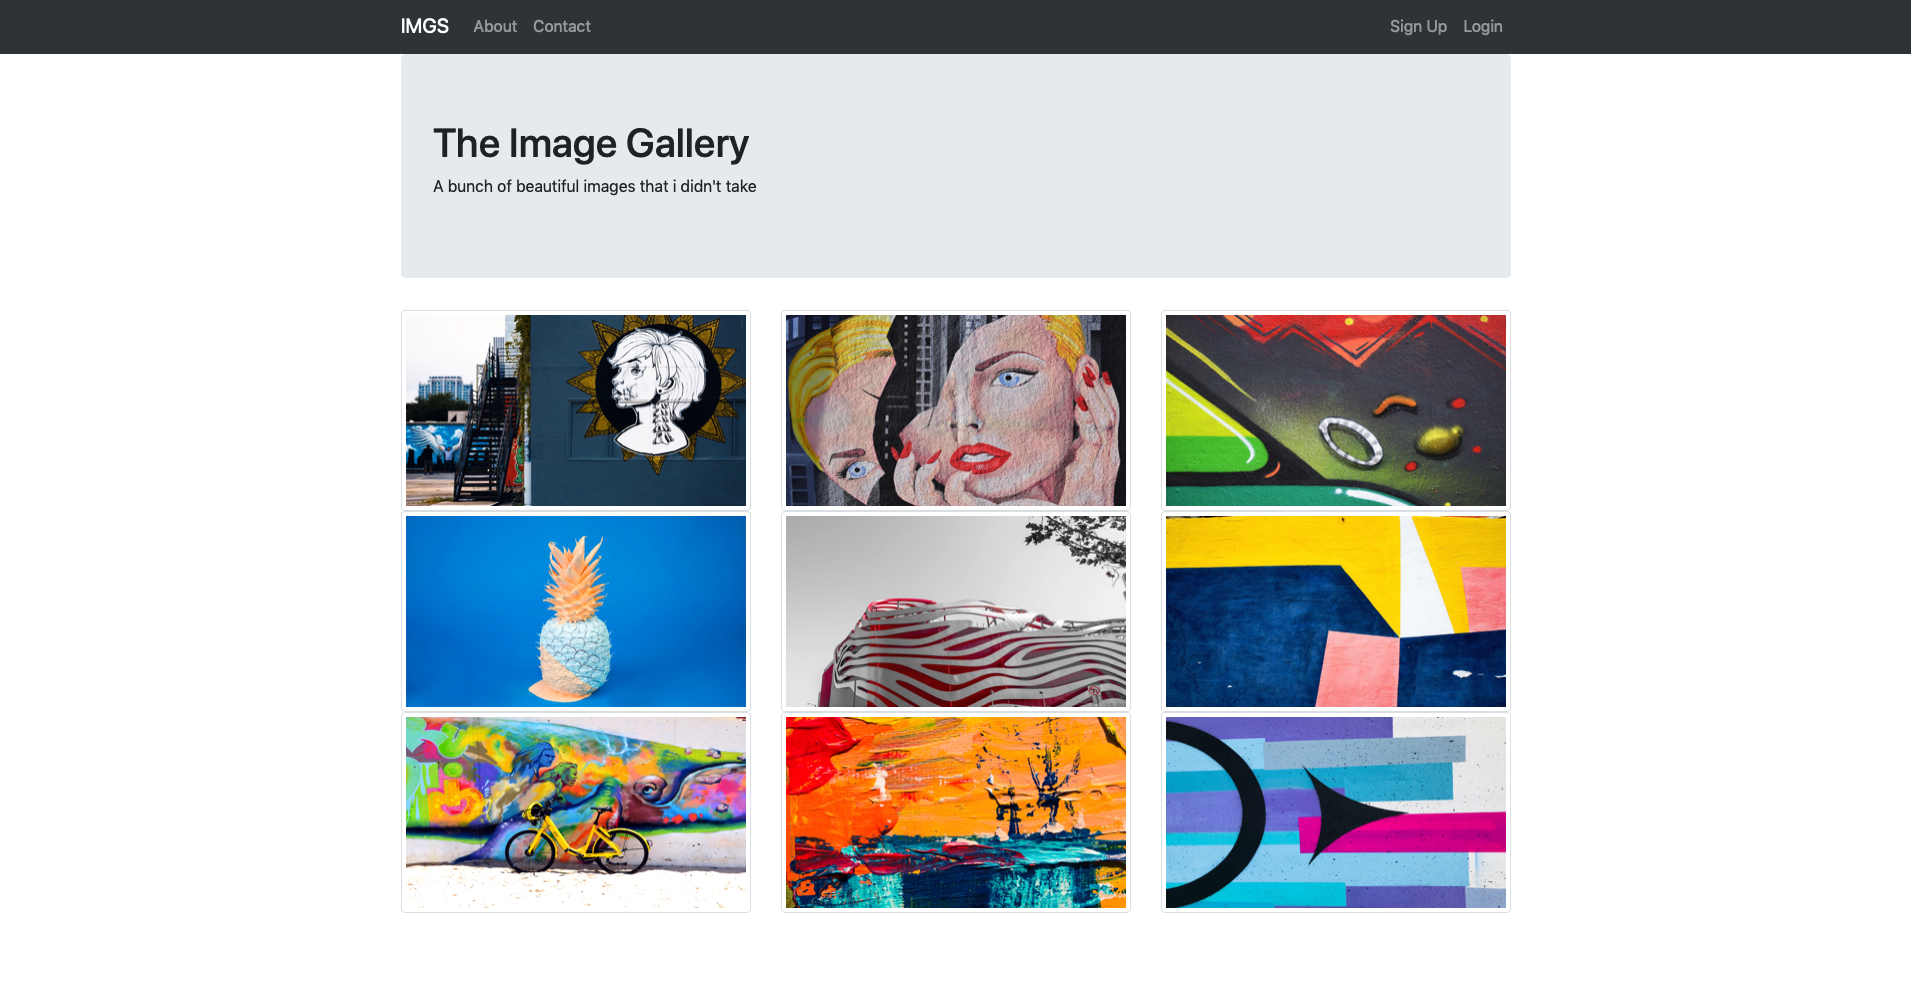 IMGS About Contact Sign Up Login
The Image Gallery
A bunch of beautiful images that i didn't take